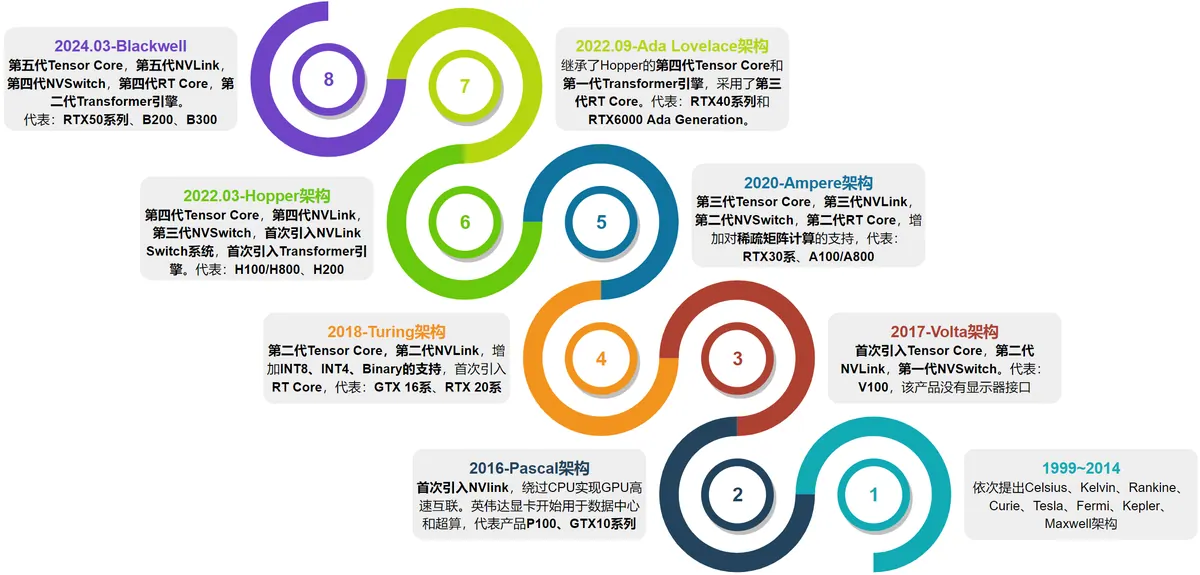 2024.03-Blackwell
第五代Tensor Core，第五代NVLink，
第四代NVSwitch，第四代RT Core，第
二代Transformer引擎。
代表：RTX50系列、B200、B300
8
7
2022.09-Ada Lovelace架构
继承了Hopper的第四代Tensor Core和
第一代Transformer引擎，采用了第三
代RT Core。代表：RTX40系列和
RTX6000 Ada Generation。
2022.03-Hopper架构
第四代Tensor Core，第四代NVLink，
第三代NVSwitch，首次引入NVLink
Switch系统，首次引入Transformer引
擎。代表：H100/H800、H200
6
5
2020-Ampere架构
第三代Tensor Core，第三代NVLink，
第二代NVSwitch，第二代RT Core，增
加对稀疏矩阵计算的支持，代表：
RTX30系、A100/A800
2018-Turing架构
第二代Tensor Core，第二代NVLink，增
加INT8、INT4、Binary的支持，首次引入
RT Core，代表：GTX 16系、RTX 20系
4
3
2017-Volta架构
首次引入Tensor Core，第二代
NVLink，第一代NVSwitch。代表：
V100，该产品没有显示器接口
2016-Pascal架构
首次引入NVlink，绕过CPU实现GPU高
速互联。英伟达显卡开始用于数据中心
和超算，代表产品P100、GTX10系列
2
1
1999~2014
依次提出Celsius、Kelvin、Rankine、
Curie、Tesla、Fermi、Kepler、
Maxwell架构